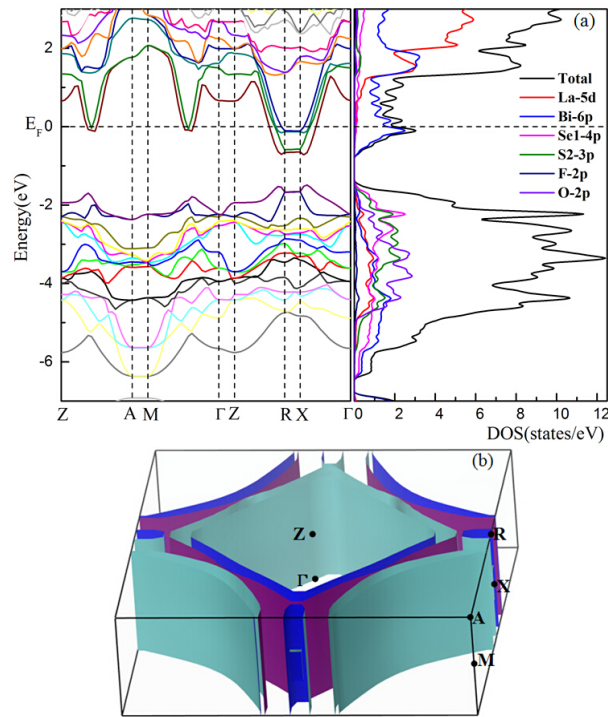 (a)
2
E_F
0
-2
-4
-6
Energy(eV)
Total
La-5d
Bi-6p
Se1-4p
S2-3p
F-2p
O-2p
Z A M Γ Z R X Γ
0 2 4 6 8 10 12
DOS(states/eV)
(b)
Z
R
Γ
X
A
M